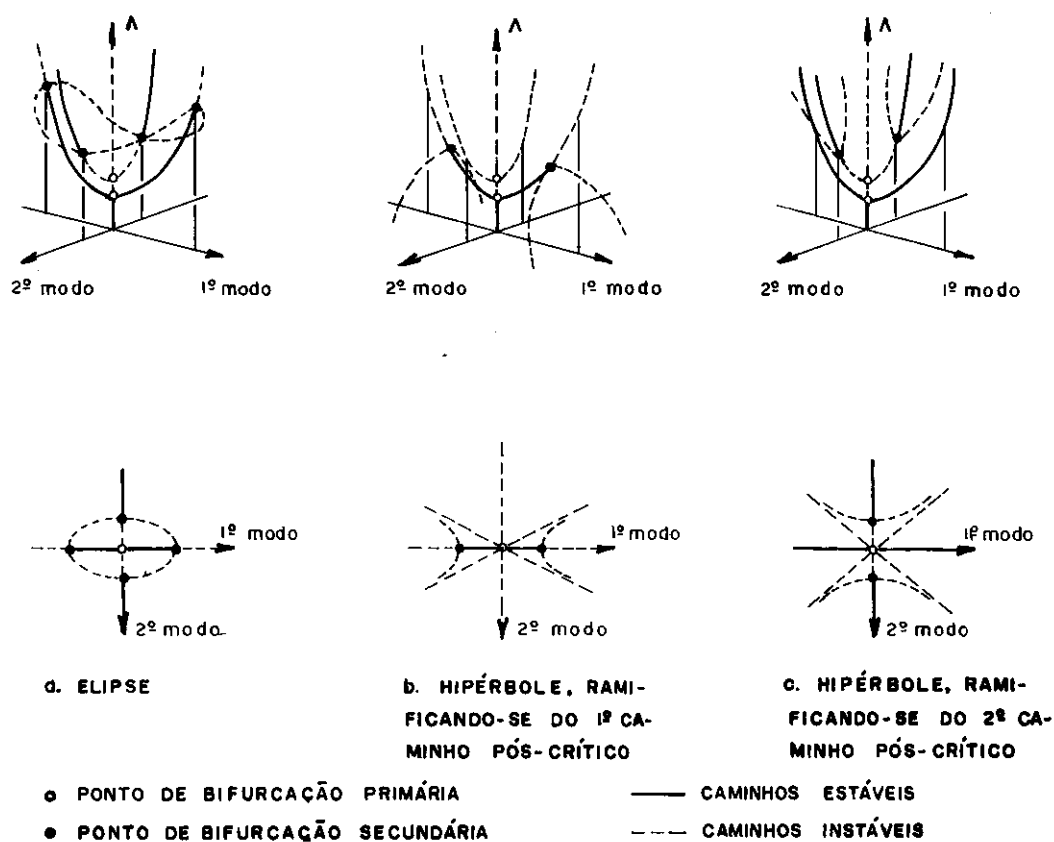 Λ
Λ
Λ
2º modo
1º modo
2º modo
1º modo
2º modo
1º modo
1º modo
1º modo
1º modo
2º modo
2º modo
2º modo
a. ELIPSE
b. HIPÉRBOLE, RAMI-
FICANDO-SE DO 1º CA-
MINHO PÓS-CRÍTICO
c. HIPÉRBOLE, RAMI-
FICANDO-SE DO 2º CA-
MINHO PÓS-CRÍTICO
PONTO DE BIFURCAÇÃO PRIMÁRIA
CAMINHOS ESTÁVEIS
PONTO DE BIFURCAÇÃO SECUNDÁRIA
CAMINHOS INSTÁVEIS